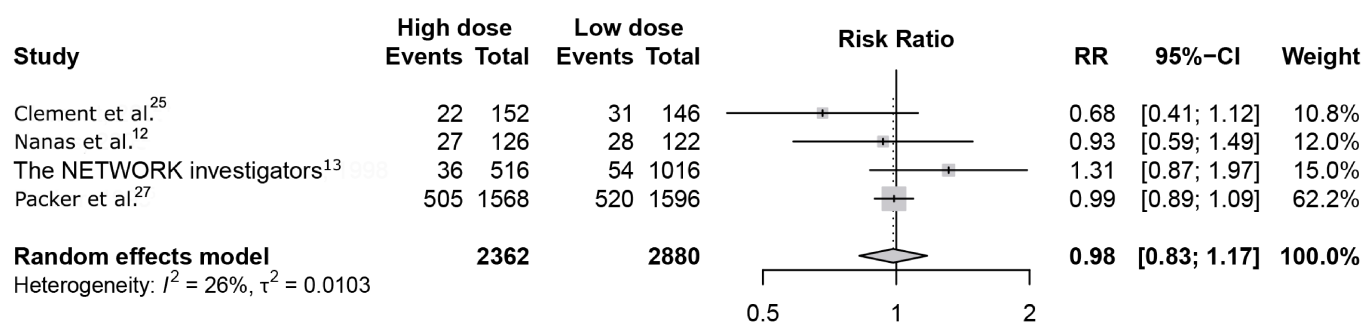 High dose Low dose
Study Events Total Events Total Risk Ratio RR 95%−CI Weight
Clement et al.25 22 152 31 146 0.68 [0.41; 1.12] 10.8%
Nanas et al.12 27 126 28 122 0.93 [0.59; 1.49] 12.0%
The NETWORK investigators13 1998 36 516 54 1016 1.31 [0.87; 1.97] 15.0%
Packer et al.27 505 1568 520 1596 0.99 [0.89; 1.09] 62.2%
Random effects model 2362 2880 0.98 [0.83; 1.17] 100.0%
Heterogeneity: I2 = 26%, τ2 = 0.0103
0.5 1 2